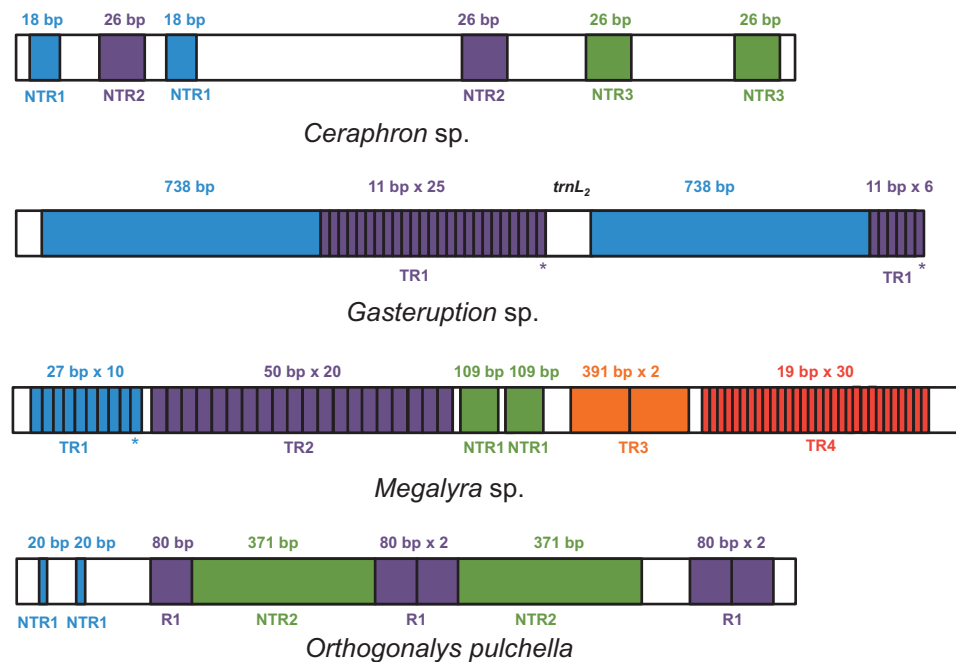 18 bp 26 bp 18 bp 26 bp 26 bp 26 bp
NTR1 NTR2 NTR1 NTR2 NTR3 NTR3
Ceraphron sp.
738 bp 11 bp x 25 trnL2 738 bp 11 bp x 6
TR1 * TR1 *
Gasteruption sp.
27 bp x 10 50 bp x 20 109 bp 109 bp 391 bp x 2 19 bp x 30
TR1 * TR2 NTR1 NTR1 TR3 TR4
Megalyra sp.
20 bp 20 bp 80 bp 371 bp 80 bp x 2 371 bp 80 bp x 2
NTR1 NTR1 R1 NTR2 R1 NTR2 R1
Orthogonalys pulchella